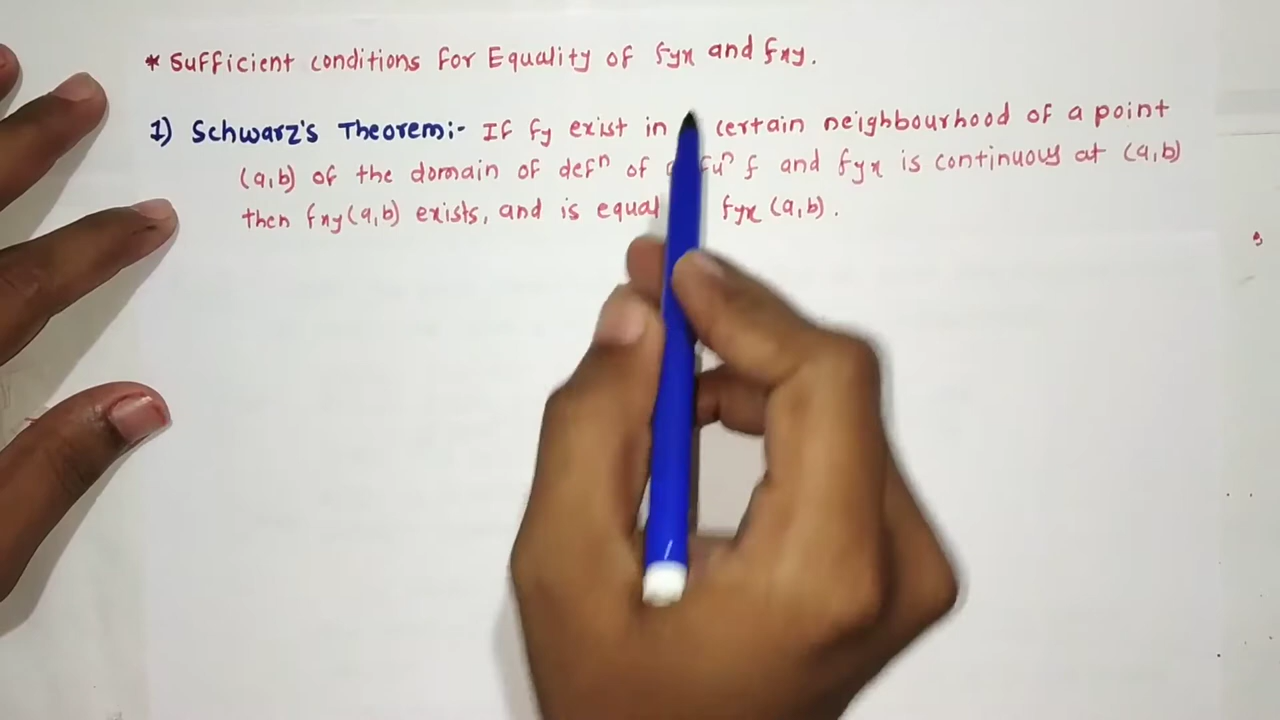 * Sufficient conditions for Equality of fyx and fxy.
1) Schwarz's Theorem:- If fy exist in certain neighbourhood of a point
(a,b) of the domain of defⁿ of fuⁿ f and fyx is continuous at (a,b)
then fxy(a,b) exists, and is equal fyx (a,b).